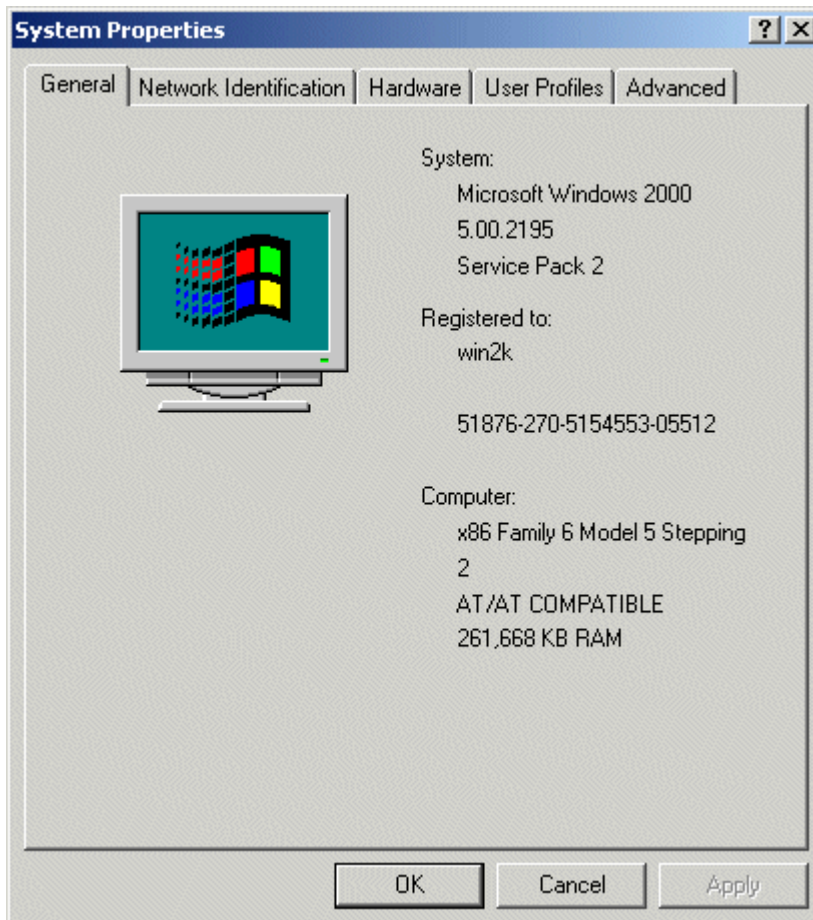 System Properties
General
Network Identification
Hardware
User Profiles
Advanced
System:
Microsoft Windows 2000
5.00.2195
Service Pack 2
Registered to:
win2k
51876-270-5154553-05512
Computer:
x86 Family 6 Model 5 Stepping
2
AT/AT COMPATIBLE
261,668 KB RAM
OK
Cancel
Apply